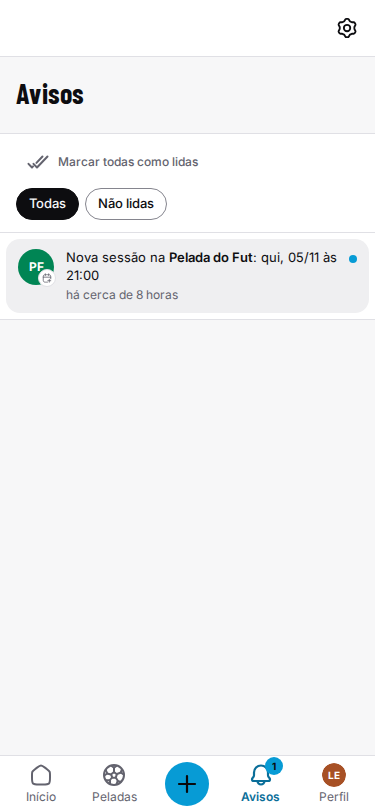 Avisos
Marcar todas como lidas
Todas
Não lidas
PF
Nova sessão na Pelada do Fut: qui, 05/11 às
21:00
há cerca de 8 horas
1
LE
Início
Peladas
Avisos
Perfil